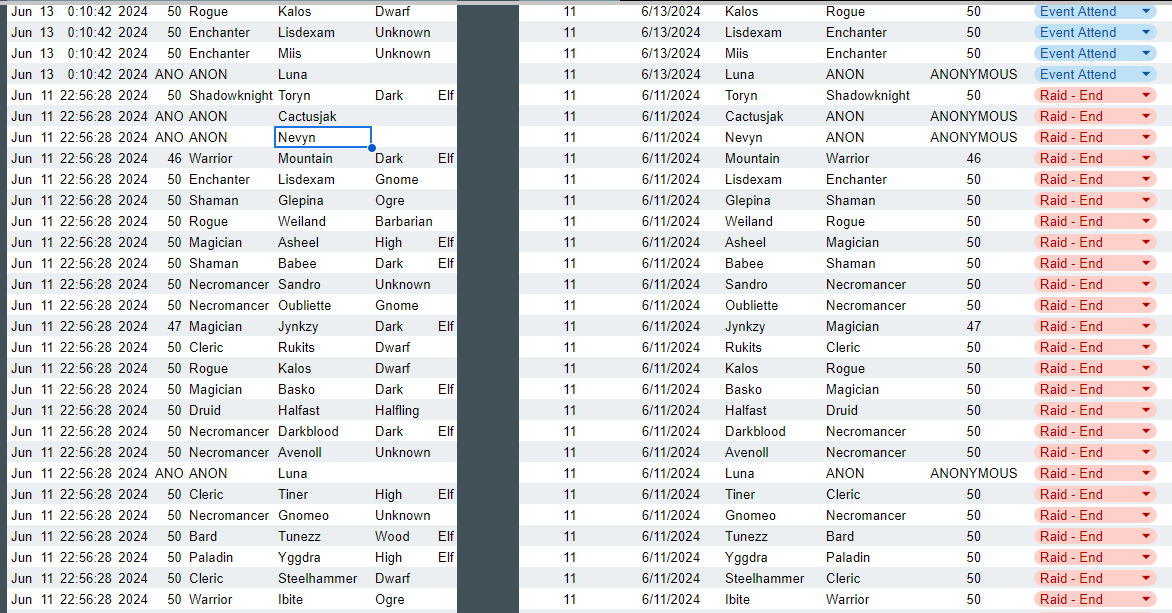 Jun 13 0:10:42 2024 50 Rogue Kalos Dwarf 11 6/13/2024 Kalos Rogue 50 Event Attend
Jun 13 0:10:42 2024 50 Enchanter Lisdexam Unknown 11 6/13/2024 Lisdexam Enchanter 50 Event Attend
Jun 13 0:10:42 2024 50 Enchanter Miis Unknown 11 6/13/2024 Miis Enchanter 50 Event Attend
Jun 13 0:10:42 2024 ANO ANON Luna 11 6/13/2024 Luna ANON ANONYMOUS Event Attend
Jun 11 22:56:28 2024 50 Shadowknight Toryn Dark Elf 11 6/11/2024 Toryn Shadowknight 50 Raid - End
Jun 11 22:56:28 2024 ANO ANON Cactusjak 11 6/11/2024 Cactusjak ANON ANONYMOUS Raid - End
Jun 11 22:56:28 2024 ANO ANON Nevyn 11 6/11/2024 Nevyn ANON ANONYMOUS Raid - End
Jun 11 22:56:28 2024 46 Warrior Mountain Dark Elf 11 6/11/2024 Mountain Warrior 46 Raid - End
Jun 11 22:56:28 2024 50 Enchanter Lisdexam Gnome 11 6/11/2024 Lisdexam Enchanter 50 Raid - End
Jun 11 22:56:28 2024 50 Shaman Glepina Ogre 11 6/11/2024 Glepina Shaman 50 Raid - End
Jun 11 22:56:28 2024 50 Rogue Weiland Barbarian 11 6/11/2024 Weiland Rogue 50 Raid - End
Jun 11 22:56:28 2024 50 Magician Asheel High Elf 11 6/11/2024 Asheel Magician 50 Raid - End
Jun 11 22:56:28 2024 50 Shaman Babee Dark Elf 11 6/11/2024 Babee Shaman 50 Raid - End
Jun 11 22:56:28 2024 50 Necromancer Sandro Unknown 11 6/11/2024 Sandro Necromancer 50 Raid - End
Jun 11 22:56:28 2024 50 Necromancer Oubliette Gnome 11 6/11/2024 Oubliette Necromancer 50 Raid - End
Jun 11 22:56:28 2024 47 Magician Jynkzy Dark Elf 11 6/11/2024 Jynkzy Magician 47 Raid - End
Jun 11 22:56:28 2024 50 Cleric Rukits Dwarf 11 6/11/2024 Rukits Cleric 50 Raid - End
Jun 11 22:56:28 2024 50 Rogue Kalos Dwarf 11 6/11/2024 Kalos Rogue 50 Raid - End
Jun 11 22:56:28 2024 50 Magician Basko Dark Elf 11 6/11/2024 Basko Magician 50 Raid - End
Jun 11 22:56:28 2024 50 Druid Halfast Halfling 11 6/11/2024 Halfast Druid 50 Raid - End
Jun 11 22:56:28 2024 50 Necromancer Darkblood Dark Elf 11 6/11/2024 Darkblood Necromancer 50 Raid - End
Jun 11 22:56:28 2024 50 Necromancer Avenoll Unknown 11 6/11/2024 Avenoll Necromancer 50 Raid - End
Jun 11 22:56:28 2024 ANO ANON Luna 11 6/11/2024 Luna ANON ANONYMOUS Raid - End
Jun 11 22:56:28 2024 50 Cleric Tiner High Elf 11 6/11/2024 Tiner Cleric 50 Raid - End
Jun 11 22:56:28 2024 50 Necromancer Gnomeo Unknown 11 6/11/2024 Gnomeo Necromancer 50 Raid - End
Jun 11 22:56:28 2024 50 Bard Tunezz Wood Elf 11 6/11/2024 Tunezz Bard 50 Raid - End
Jun 11 22:56:28 2024 50 Paladin Yggdra High Elf 11 6/11/2024 Yggdra Paladin 50 Raid - End
Jun 11 22:56:28 2024 50 Cleric Steelhammer Dwarf 11 6/11/2024 Steelhammer Cleric 50 Raid - End
Jun 11 22:56:28 2024 50 Warrior Ibite Ogre 11 6/11/2024 Ibite Warrior 50 Raid - End